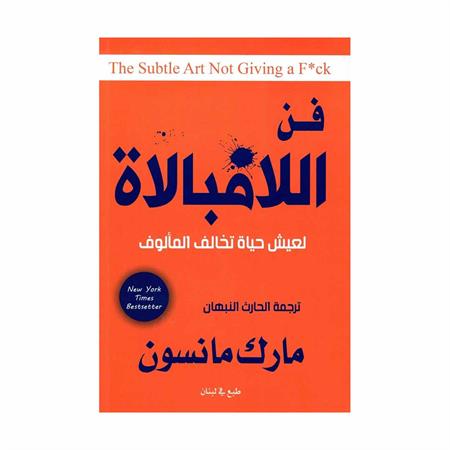 The Subtle Art Not Giving a F*ck
فن
اللامبالاة
لعيش حياة تخالف المألوف
New York
Times
Bestsetter
ترجمة الحارث النبهان
مارك مانسون
طبع في لبنان